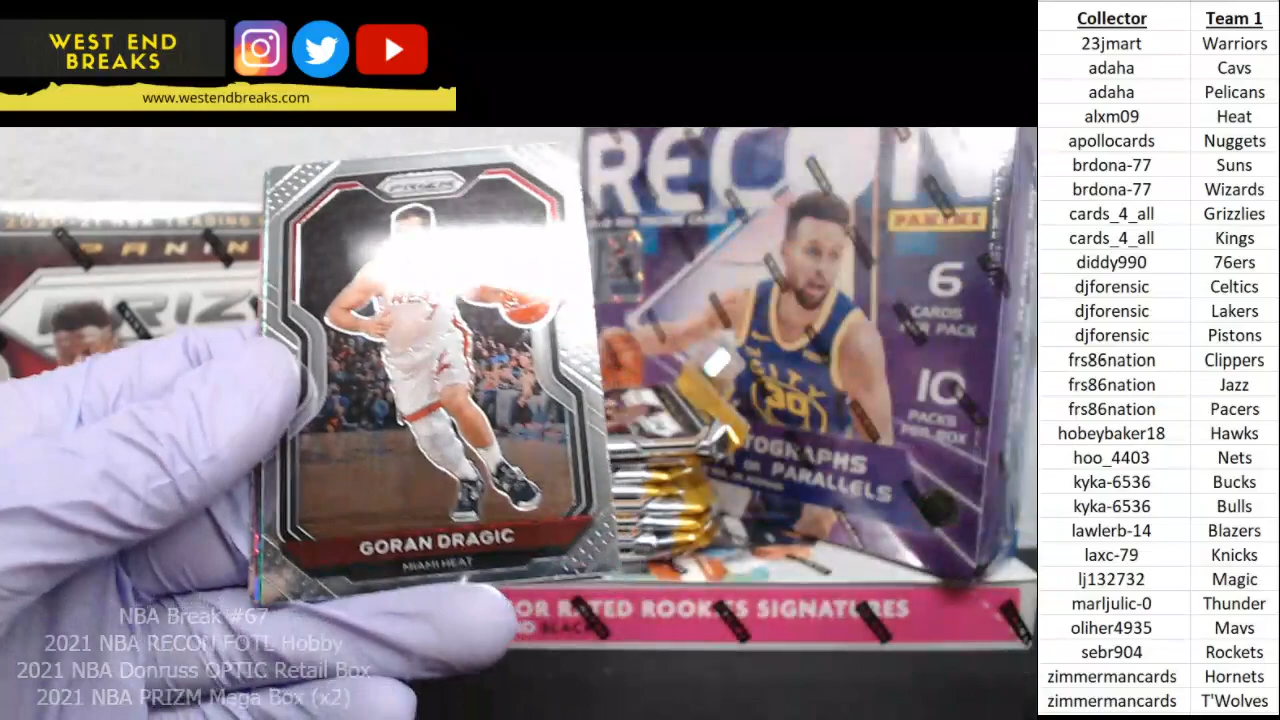 WEST END
BREAKS
www.westendbreaks.com
PRIZM
GORAN DRAGIC
MIAMI HEAT
PANIN
PRIZ
RECON
PANINI
6
CARDS
PER PACK
10
PACKS
PER BOX
TOGRAPHS
OR PARALLELS
OR RATED ROOKIES SIGNATURES
NBA Break #67
2021 NBA RECON FOTL Hobby
2021 NBA Donruss OPTIC Retail Box
2021 NBA PRIZM Mega Box (x2)
Collector Team 1
23jmart Warriors
adaha Cavs
adaha Pelicans
alxm09 Heat
apollocards Nuggets
brdona-77 Suns
brdona-77 Wizards
cards_4_all Grizzlies
cards_4_all Kings
diddy990 76ers
djforensic Celtics
djforensic Lakers
djforensic Pistons
frs86nation Clippers
frs86nation Jazz
frs86nation Pacers
hobeybaker18 Hawks
hoo_4403 Nets
kyka-6536 Bucks
kyka-6536 Bulls
lawlerb-14 Blazers
laxc-79 Knicks
lj132732 Magic
marljulic-0 Thunder
oliher4935 Mavs
sebr904 Rockets
zimmermancards Hornets
zimmermancards T'Wolves